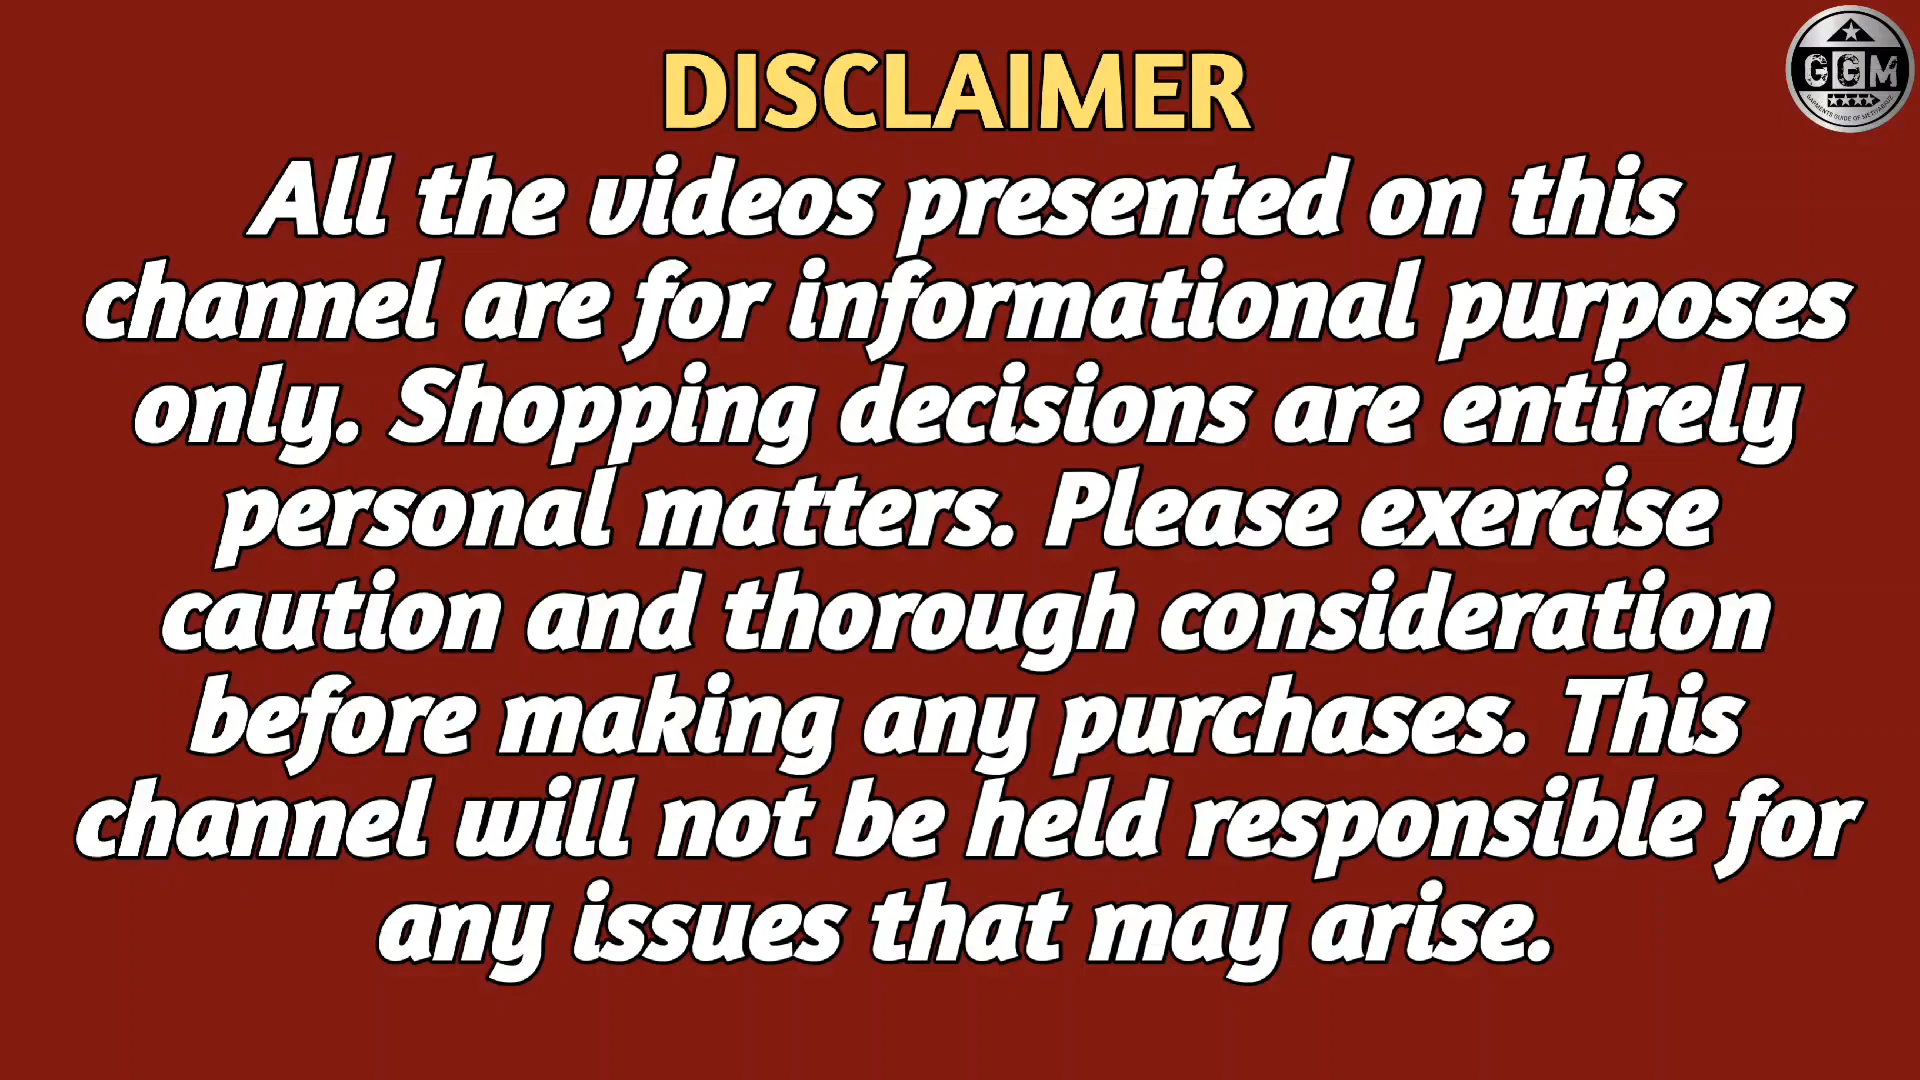 DISCLAIMER
All the videos presented on this
channel are for informational purposes
only. Shopping decisions are entirely
personal matters. Please exercise
caution and thorough consideration
before making any purchases. This
channel will not be held responsible for
any issues that may arise.
GGM